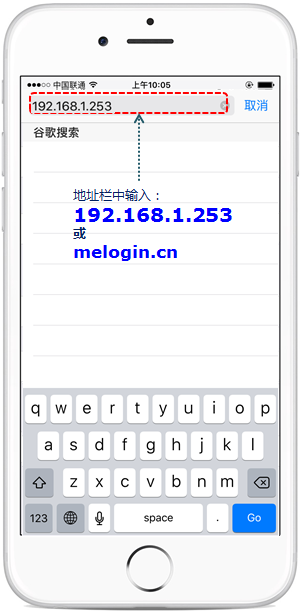 中国联通 上午10:05
192.168.1.253 取消
谷歌搜索
地址栏中输入：
192.168.1.253
或
melogin.cn
q w e r t y u i o p
a s d f g h j k l
z x c v b n m
123 space . Go